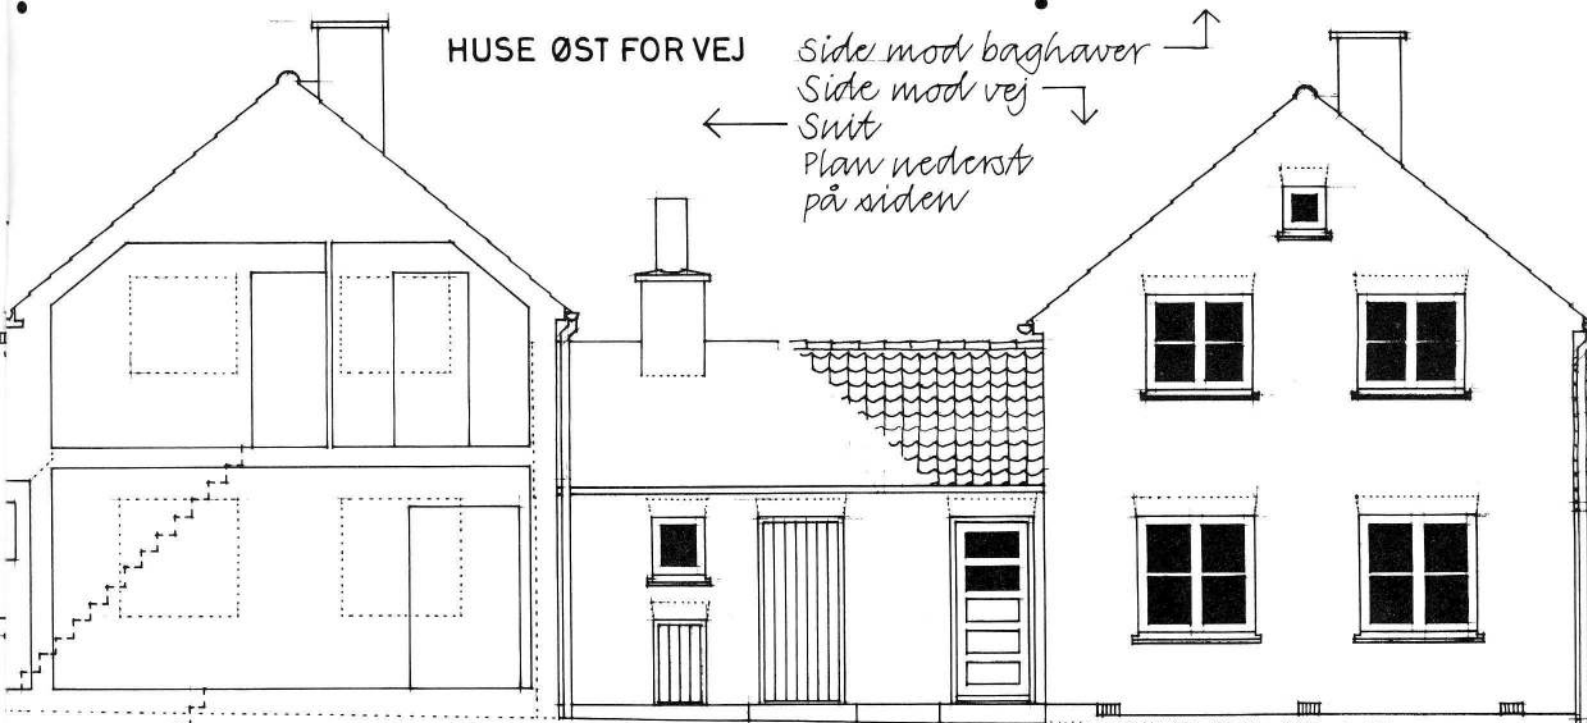 HUSE ØST FOR VEJ
Side mod baghaver
Side mod vej
Snit
Plan nederst
på siden